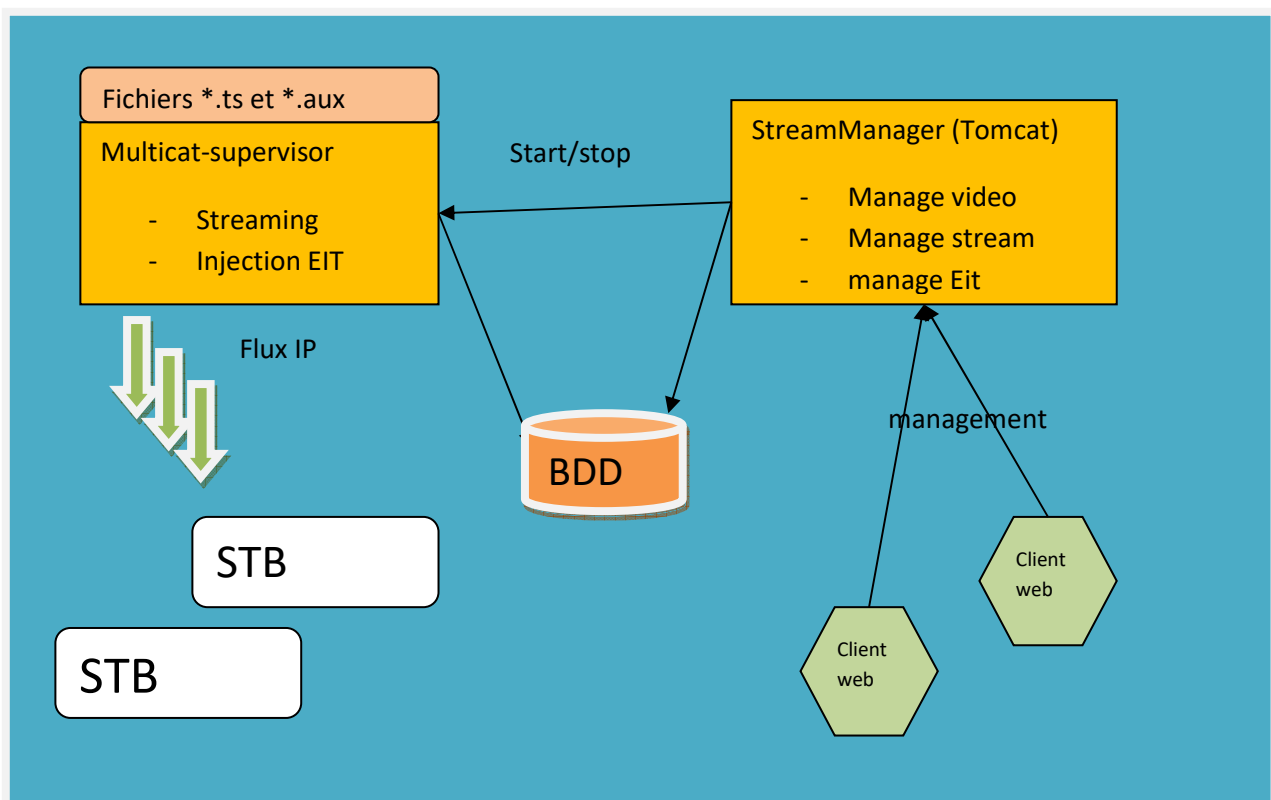 Fichiers *.ts et *.aux
Multicat-supervisor
- Streaming
- Injection EIT
Start/stop
StreamManager (Tomcat)
- Manage video
- Manage stream
- manage Eit
Flux IP
management
BDD
STB
STB
Client
web
Client
web